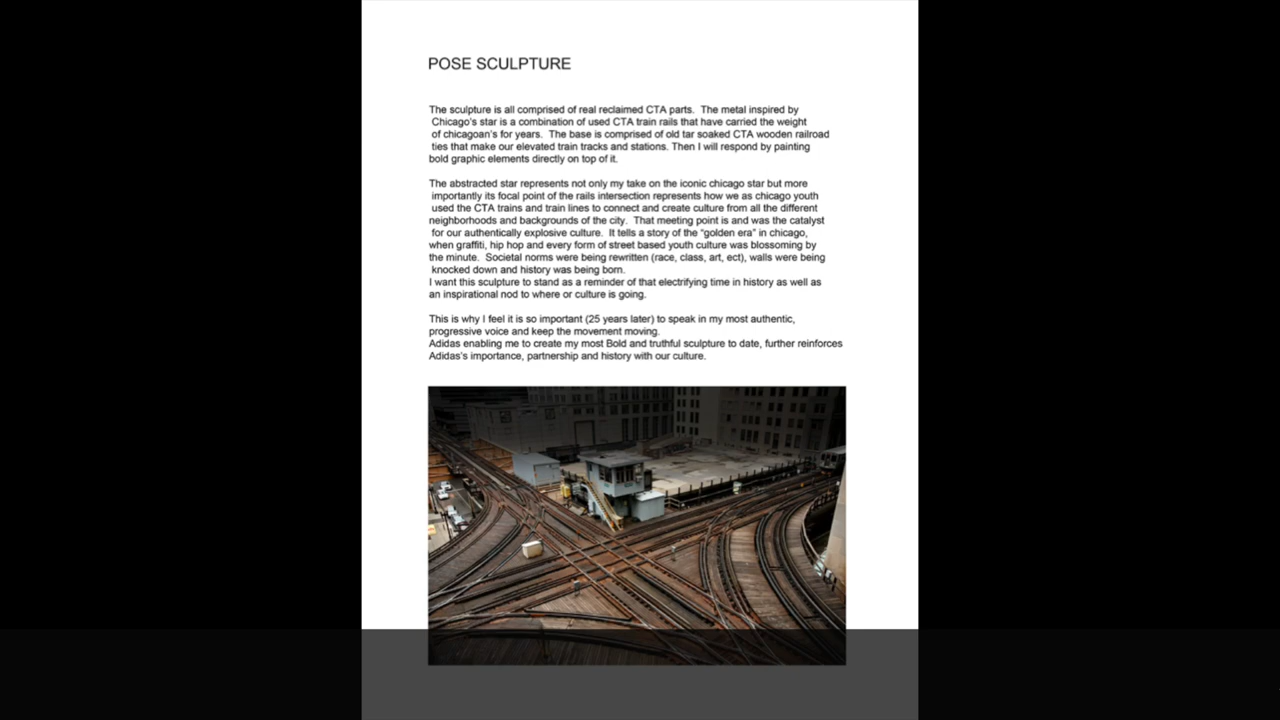 POSE SCULPTURE
The sculpture is all comprised of real reclaimed CTA parts.  The metal inspired by
Chicago's star is a combination of used CTA train rails that have carried the weight
of chicagoan's for years.  The base is comprised of old tar soaked CTA wooden railroad
ties that make our elevated train tracks and stations. Then I will respond by painting
bold graphic elements directly on top of it.
The abstracted star represents not only my take on the iconic chicago star but more
importantly its focal point of the rails intersection represents how we as chicago youth
used the CTA trains and train lines to connect and create culture from all the different
neighborhoods and backgrounds of the city.  That meeting point is and was the catalyst
for our authentically explosive culture.  It tells a story of the “golden era” in chicago,
when graffiti, hip hop and every form of street based youth culture was blossoming by
the minute.  Societal norms were being rewritten (race, class, art, ect), walls were being
knocked down and history was being born.
I want this sculpture to stand as a reminder of that electrifying time in history as well as
an inspirational nod to where or culture is going.
This is why I feel it is so important (25 years later) to speak in my most authentic,
progressive voice and keep the movement moving.
Adidas enabling me to create my most Bold and truthful sculpture to date, further reinforces
Adidas's importance, partnership and history with our culture.